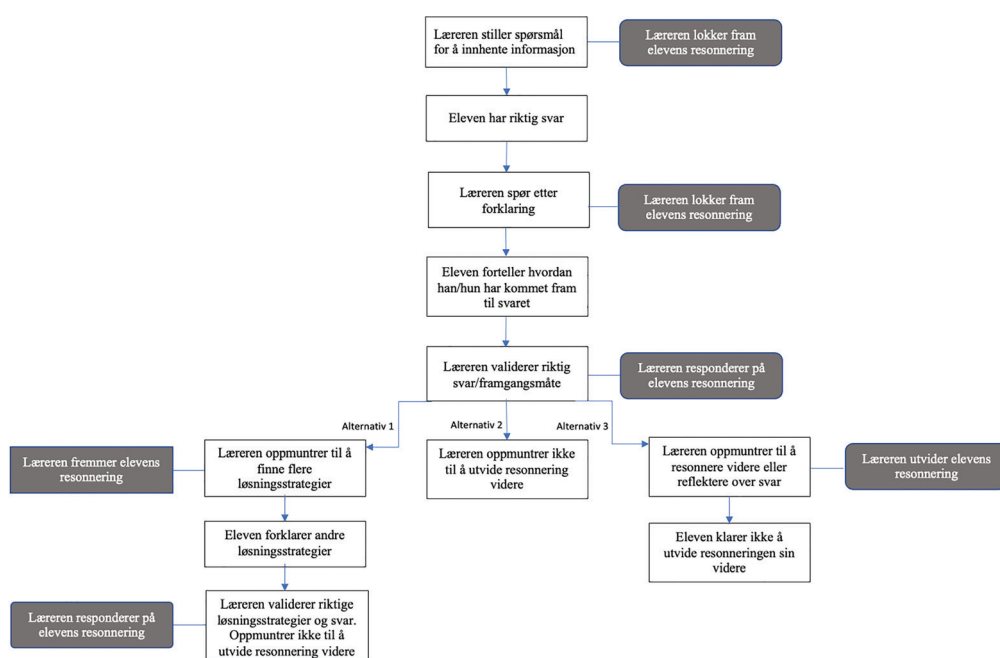 Læreren stiller spørsmål
for å innhente informasjon
Læreren lokker fram
elevens resonnering
Eleven har riktig svar
Læreren spør etter
forklaring
Læreren lokker fram
elevens resonnering
Eleven forteller hvordan
han/hun har kommet fram
til svaret
Læreren validerer riktig
svar/framgangsmåte
Læreren responderer på
elevens resonnering
Alternativ 1
Alternativ 2
Alternativ 3
Læreren fremmer elevens
resonnering
Læreren oppmuntrer til å
finne flere
løsningsstrategier
Læreren oppmuntrer ikke
til å utvide resonnering
videre
Læreren oppmuntrer til å
resonnere videre eller
reflektere over svar
Læreren utvider elevens
resonnering
Eleven forklarer andre
løsningsstrategier
Eleven klarer ikke å
utvide resonneringen sin
videre
Læreren responderer på
elevens resonnering
Læreren validerer riktige
løsningsstrategier og svar.
Oppmuntrer ikke til å
utvide resonnering videre